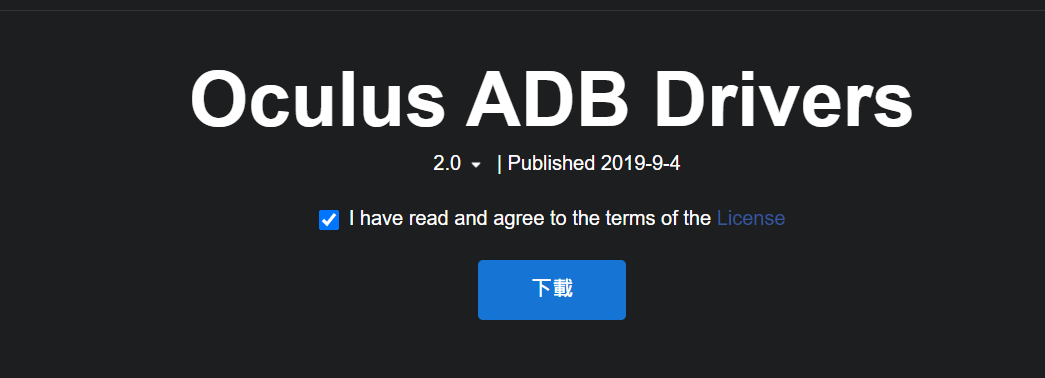 Oculus ADB Drivers
2.0 | Published 2019-9-4
I have read and agree to the terms of the License
下載